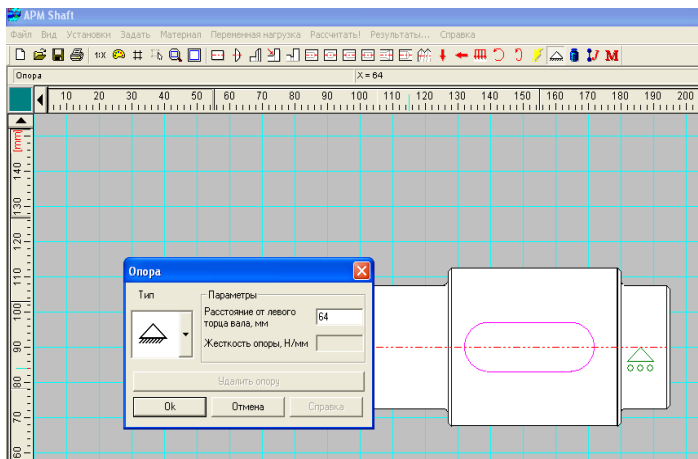 APM Shaft
Файл Вид Установки Задать Материал Переменная нагрузка Рассчитать! Результаты... Справка
1:1X M
Опора X = 64
10 20 30 40 50 60 70 80 90 100 110 120 130 140 150 160 170 180 190 200
[mm]
140
130
120
110
100
90
80
70
60
Опора
Тип
Параметры
Расстояние от левого торца вала, мм
64
Жесткость опоры, Н/мм
Удалить опору
Ok Отмена Справка